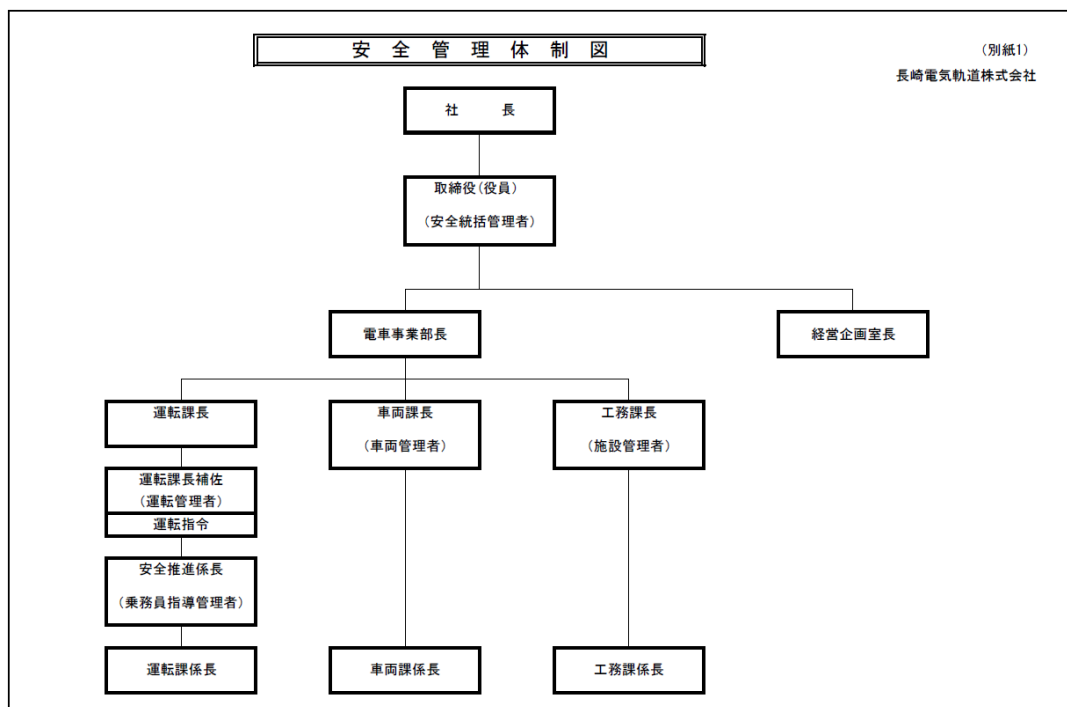 安全管理体制図
(別紙1)
長崎電気軌道株式会社
社長
取締役(役員)
(安全統括管理者)
電車事業部長
経営企画室長
運転課長
車両課長
(車両管理者)
工務課長
(施設管理者)
運転課長補佐
(運転管理者)
運転指令
安全推進係長
(乗務員指導管理者)
運転課係長
車両課係長
工務課係長